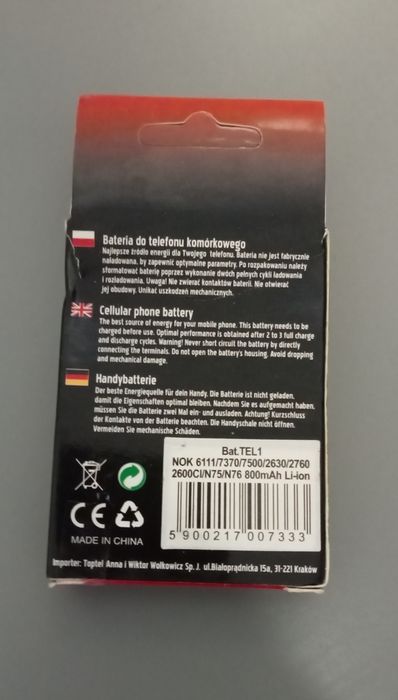 Bateria do telefonu komórkowego
Najlepsze źródło energii dla Twojego telefonu. Bateria nie jest fabrycznie
naładowana, by zapewnić optymalne parametry. Po rozpakowaniu należy
sformatować baterię poprzez wykonanie dwóch pełnych cykli ładowania
i rozładowania. Uwaga! Nie zwierać kontaktów baterii. Nie otwierać
jej obudowy. Unikać uszkodzeń mechanicznych.
Cellular phone battery
The best source of energy for your mobile phone. This battery needs to be
charged before use. Optimal performance is obtained after 2 to 3 full charge
and discharge cycles. Warning! Never short circuit the battery by directly
connecting the terminals. Do not open the battery's housing. Avoid dropping
and mechanical damage.
Handybatterie
Der beste Energiequelle für dein Handy. Die Batterie ist nicht geladen,
damit die Eigenschaften optimal bleiben. Nachdem Sie es aufgemacht haben,
müssen Sie die Batterie zwei Mal ein- und ausladen. Achtung! Kurzschluss
der Kontakte von der Batterie beachten. Die Handyschale nicht öffnen.
Vermeiden Sie mechanische Schäden.
Bat.TEL1
NOK 6111/7370/7500/2630/2760
2600CI/N75/N76 800mAh Li-ion
5 900217 007333
CE
MADE IN CHINA
Importer: Toptel Anna i Wiktor Wołkowicz Sp. J. ul.Białoprądnicka 15a, 31-221 Kraków